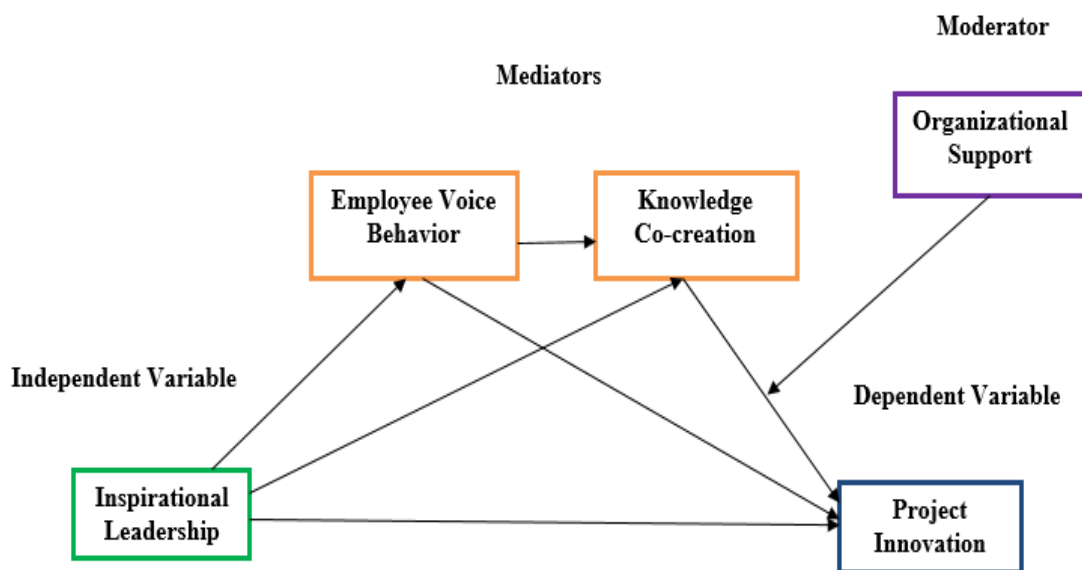 Moderator
Mediators
Organizational
Support
Employee Voice
Behavior
Knowledge
Co-creation
Independent Variable
Dependent Variable
Inspirational
Leadership
Project
Innovation